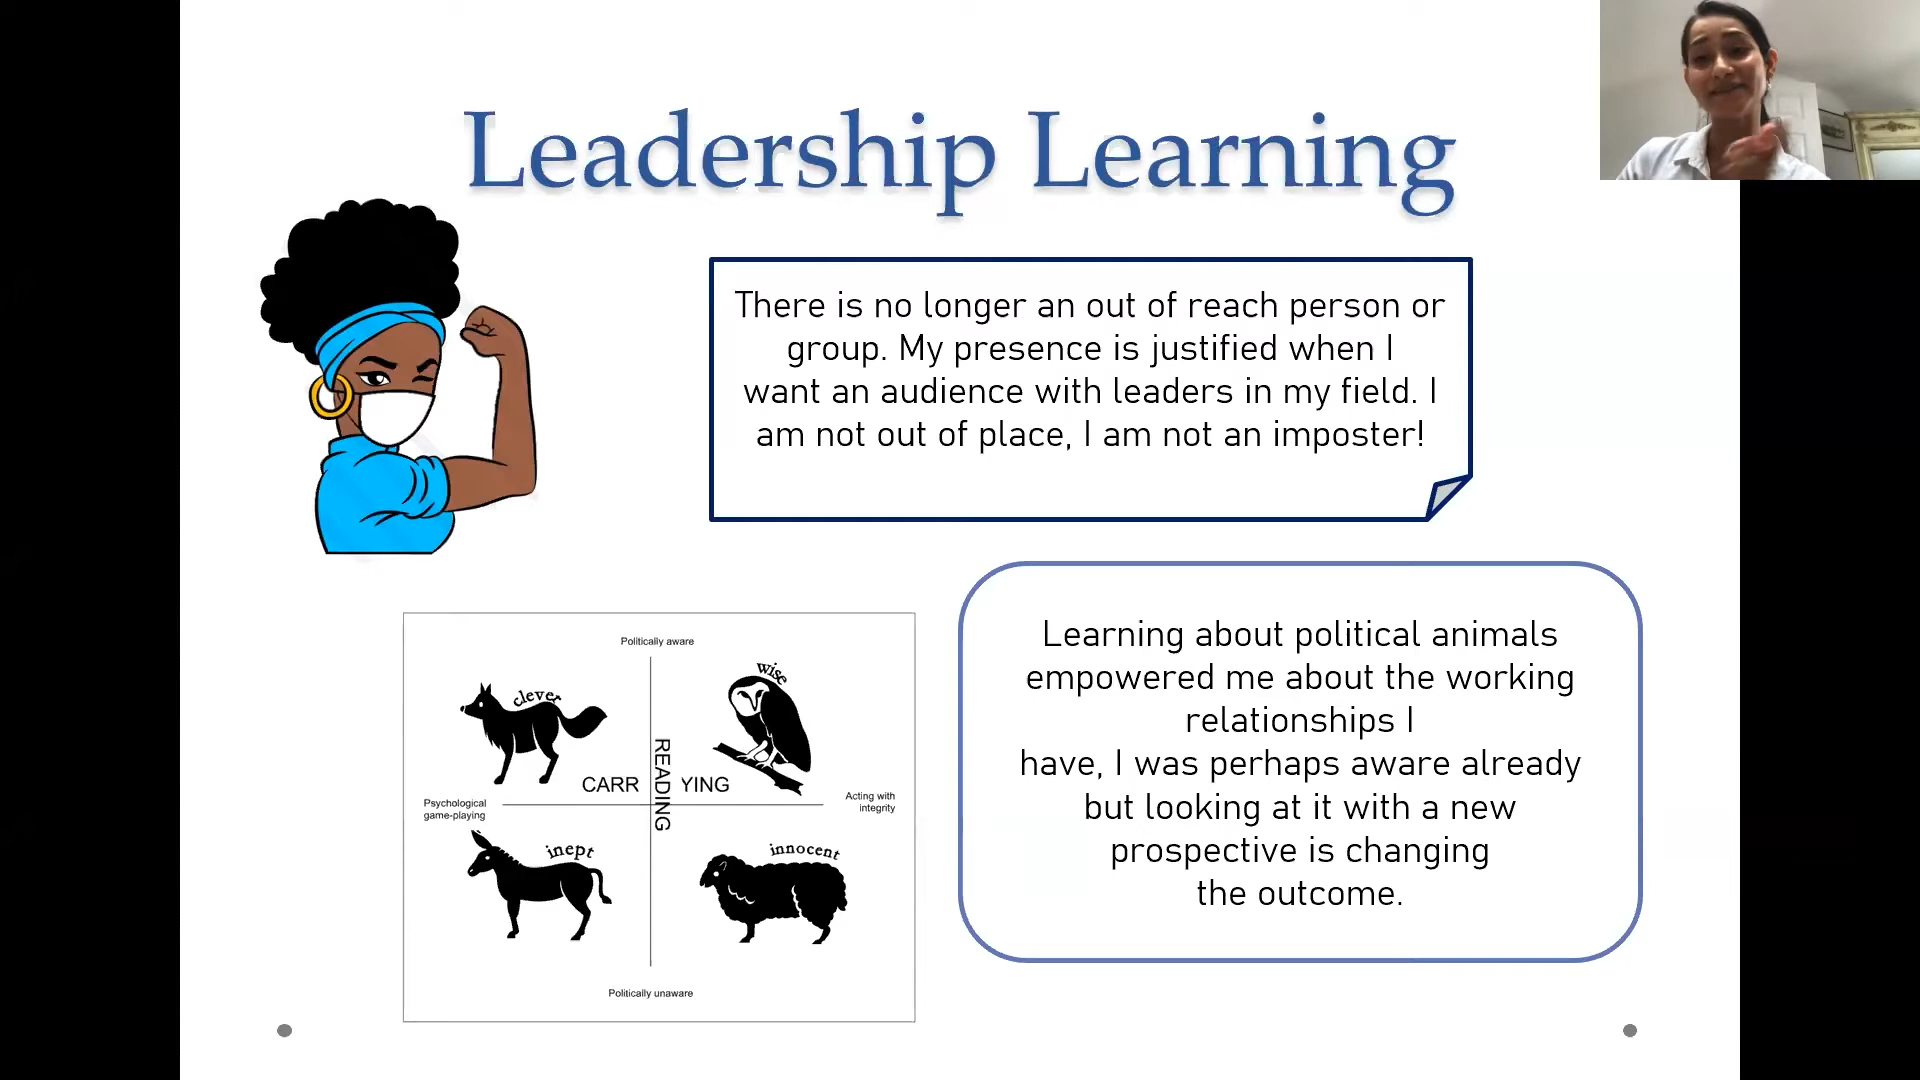 Leadership Learning
There is no longer an out of reach person or
group. My presence is justified when I
want an audience with leaders in my field. I
am not out of place, I am not an imposter!
Politically aware
clever
wise
CARR YING
READING
Psychological
game-playing
Acting with
integrity
inept
innocent
Politically unaware
Learning about political animals
empowered me about the working
relationships I
have, I was perhaps aware already
but looking at it with a new
prospective is changing
the outcome.